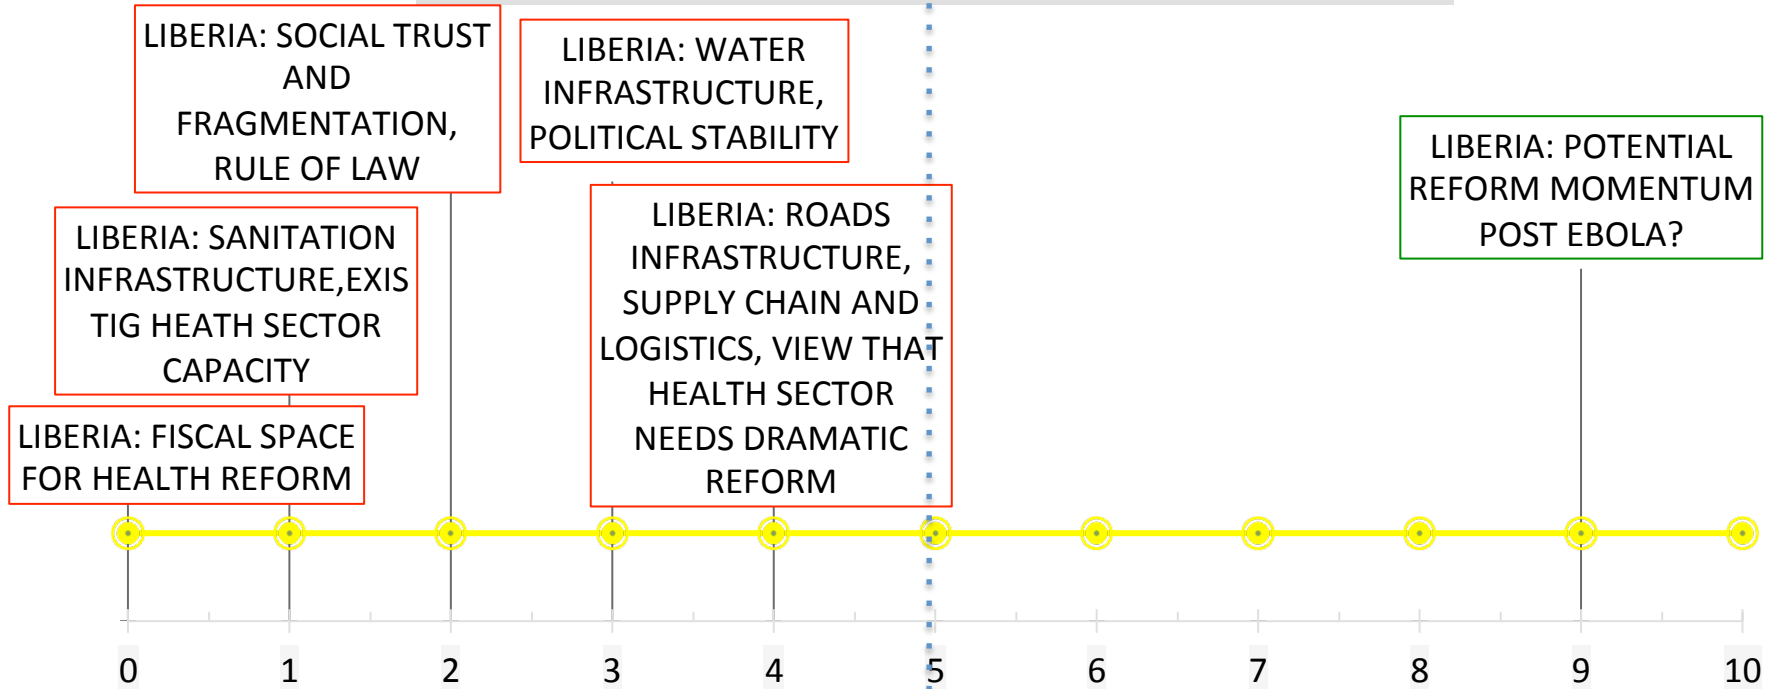 LIBERIA: SOCIAL TRUST
AND
FRAGMENTATION,
RULE OF LAW
LIBERIA: WATER
INFRASTRUCTURE,
POLITICAL STABILITY
LIBERIA: POTENTIAL
REFORM MOMENTUM
POST EBOLA?
LIBERIA: SANITATION
INFRASTRUCTURE,EXIS
TIG HEATH SECTOR
CAPACITY
LIBERIA: ROADS
INFRASTRUCTURE,
SUPPLY CHAIN AND
LOGISTICS, VIEW THAT
HEALTH SECTOR
NEEDS DRAMATIC
REFORM
LIBERIA: FISCAL SPACE
FOR HEALTH REFORM
0 1 2 3 4 5 6 7 8 9 10